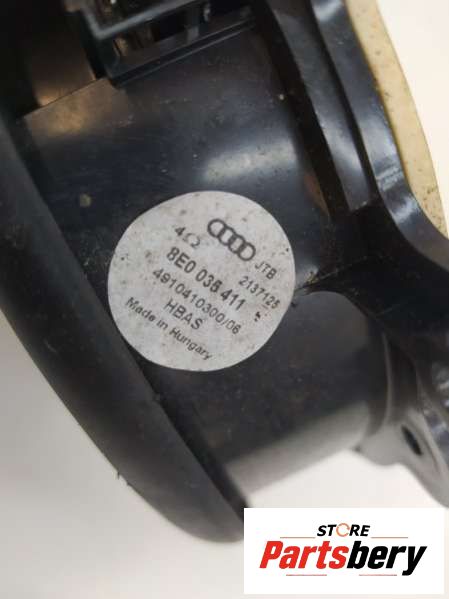 4Ω JTB
8E0 035 411 2137125
4910410300/06
HBAS
Made in Hungary
STORE
Partsbery